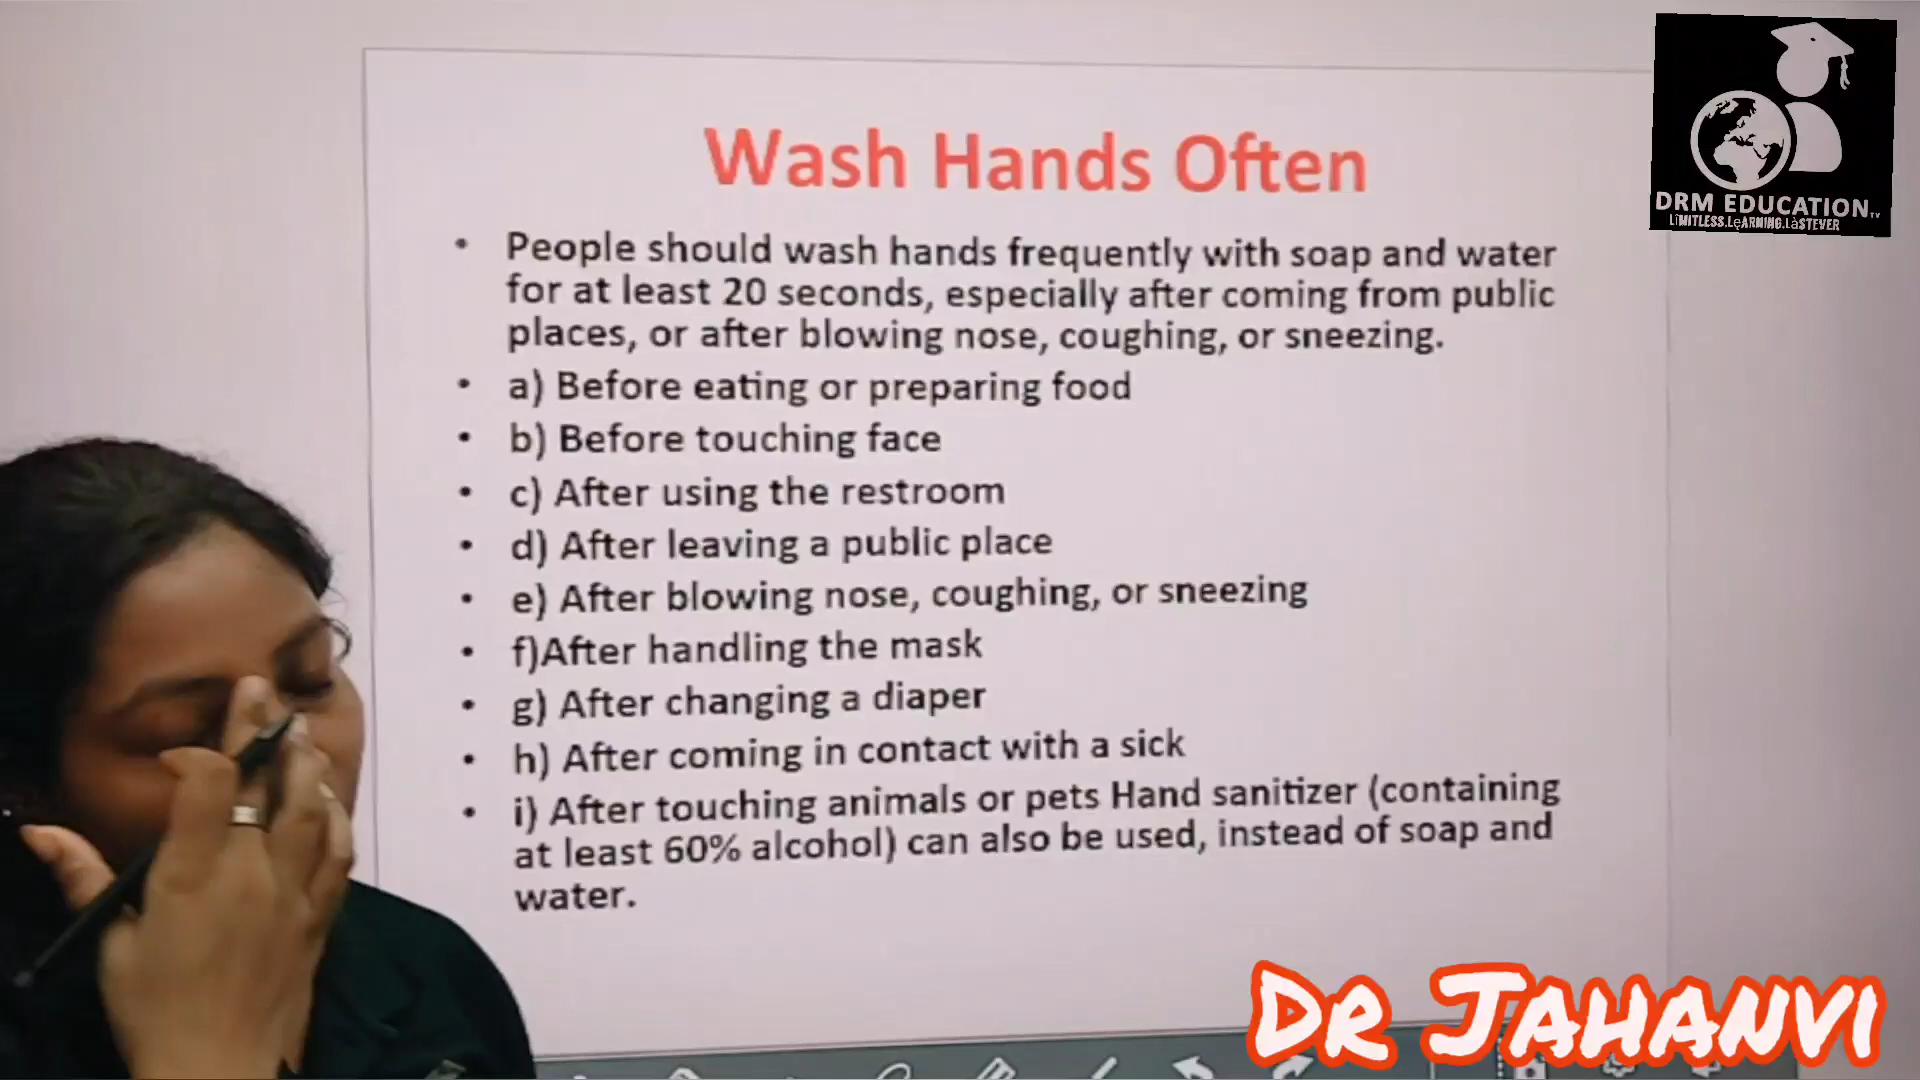 DRM EDUCATION TV
LIMITLESS.LęARNING.LàSTEVER
Wash Hands Often
• People should wash hands frequently with soap and water
for at least 20 seconds, especially after coming from public
places, or after blowing nose, coughing, or sneezing.
• a) Before eating or preparing food
• b) Before touching face
• c) After using the restroom
• d) After leaving a public place
• e) After blowing nose, coughing, or sneezing
• f)After handling the mask
• g) After changing a diaper
• h) After coming in contact with a sick
• i) After touching animals or pets Hand sanitizer (containing
at least 60% alcohol) can also be used, instead of soap and
water.
DR JAHANVI